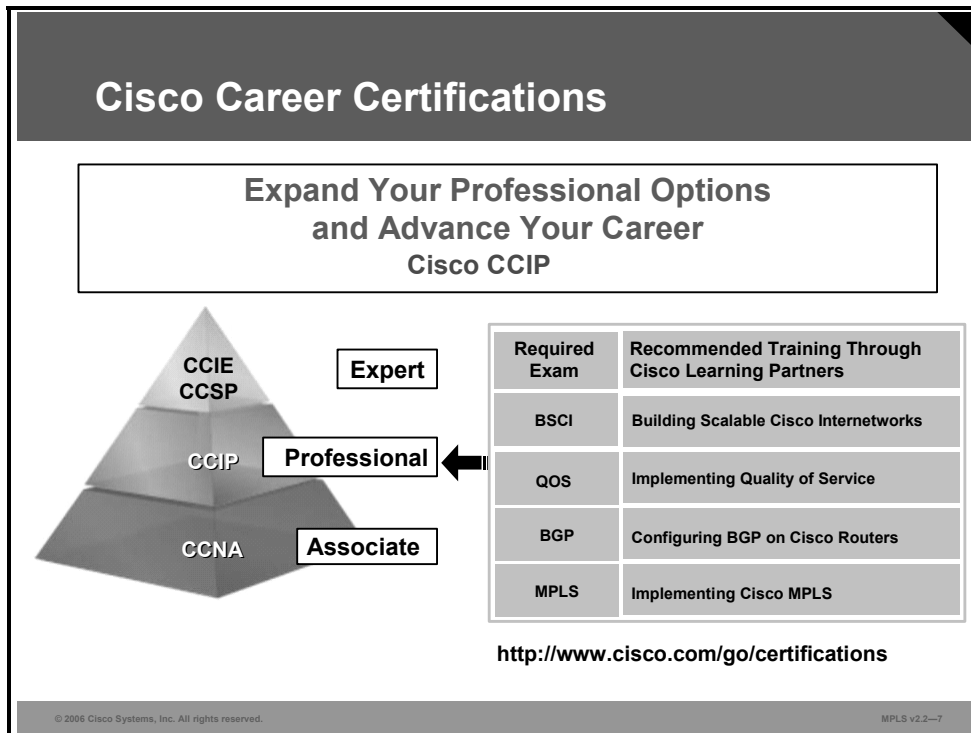 Cisco Career Certifications
Expand Your Professional Options
and Advance Your Career
Cisco CCIP
CCIE
CCSP
Expert
CCIP
Professional
CCNA
Associate
Required
Exam
Recommended Training Through
Cisco Learning Partners
BSCI
Building Scalable Cisco Internetworks
QOS
Implementing Quality of Service
BGP
Configuring BGP on Cisco Routers
MPLS
Implementing Cisco MPLS
http://www.cisco.com/go/certifications
© 2006 Cisco Systems, Inc. All rights reserved.
MPLS v2.2—7